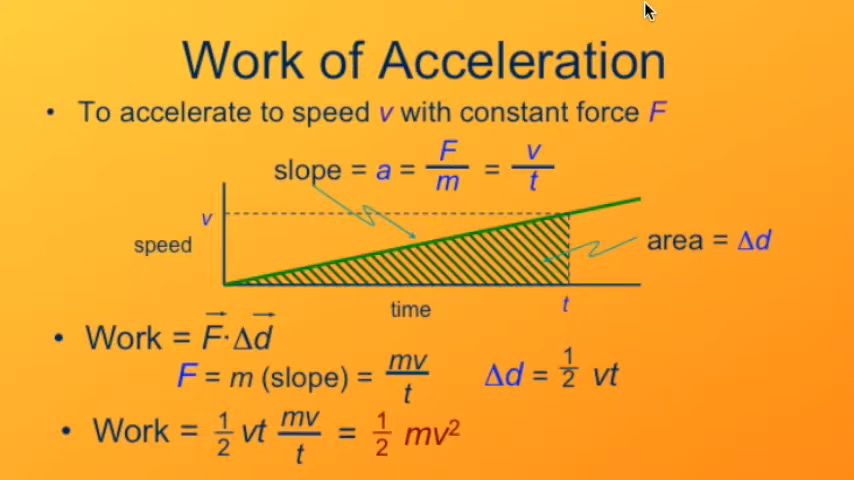 Work of Acceleration
• To accelerate to speed v with constant force F
slope = a = F/m = v/t
v
speed
area = Δd
time
t
• Work = F⃗·Δd⃗
F = m (slope) = mv/t   Δd = 1/2 vt
• Work = 1/2 vt mv/t = 1/2 mv²